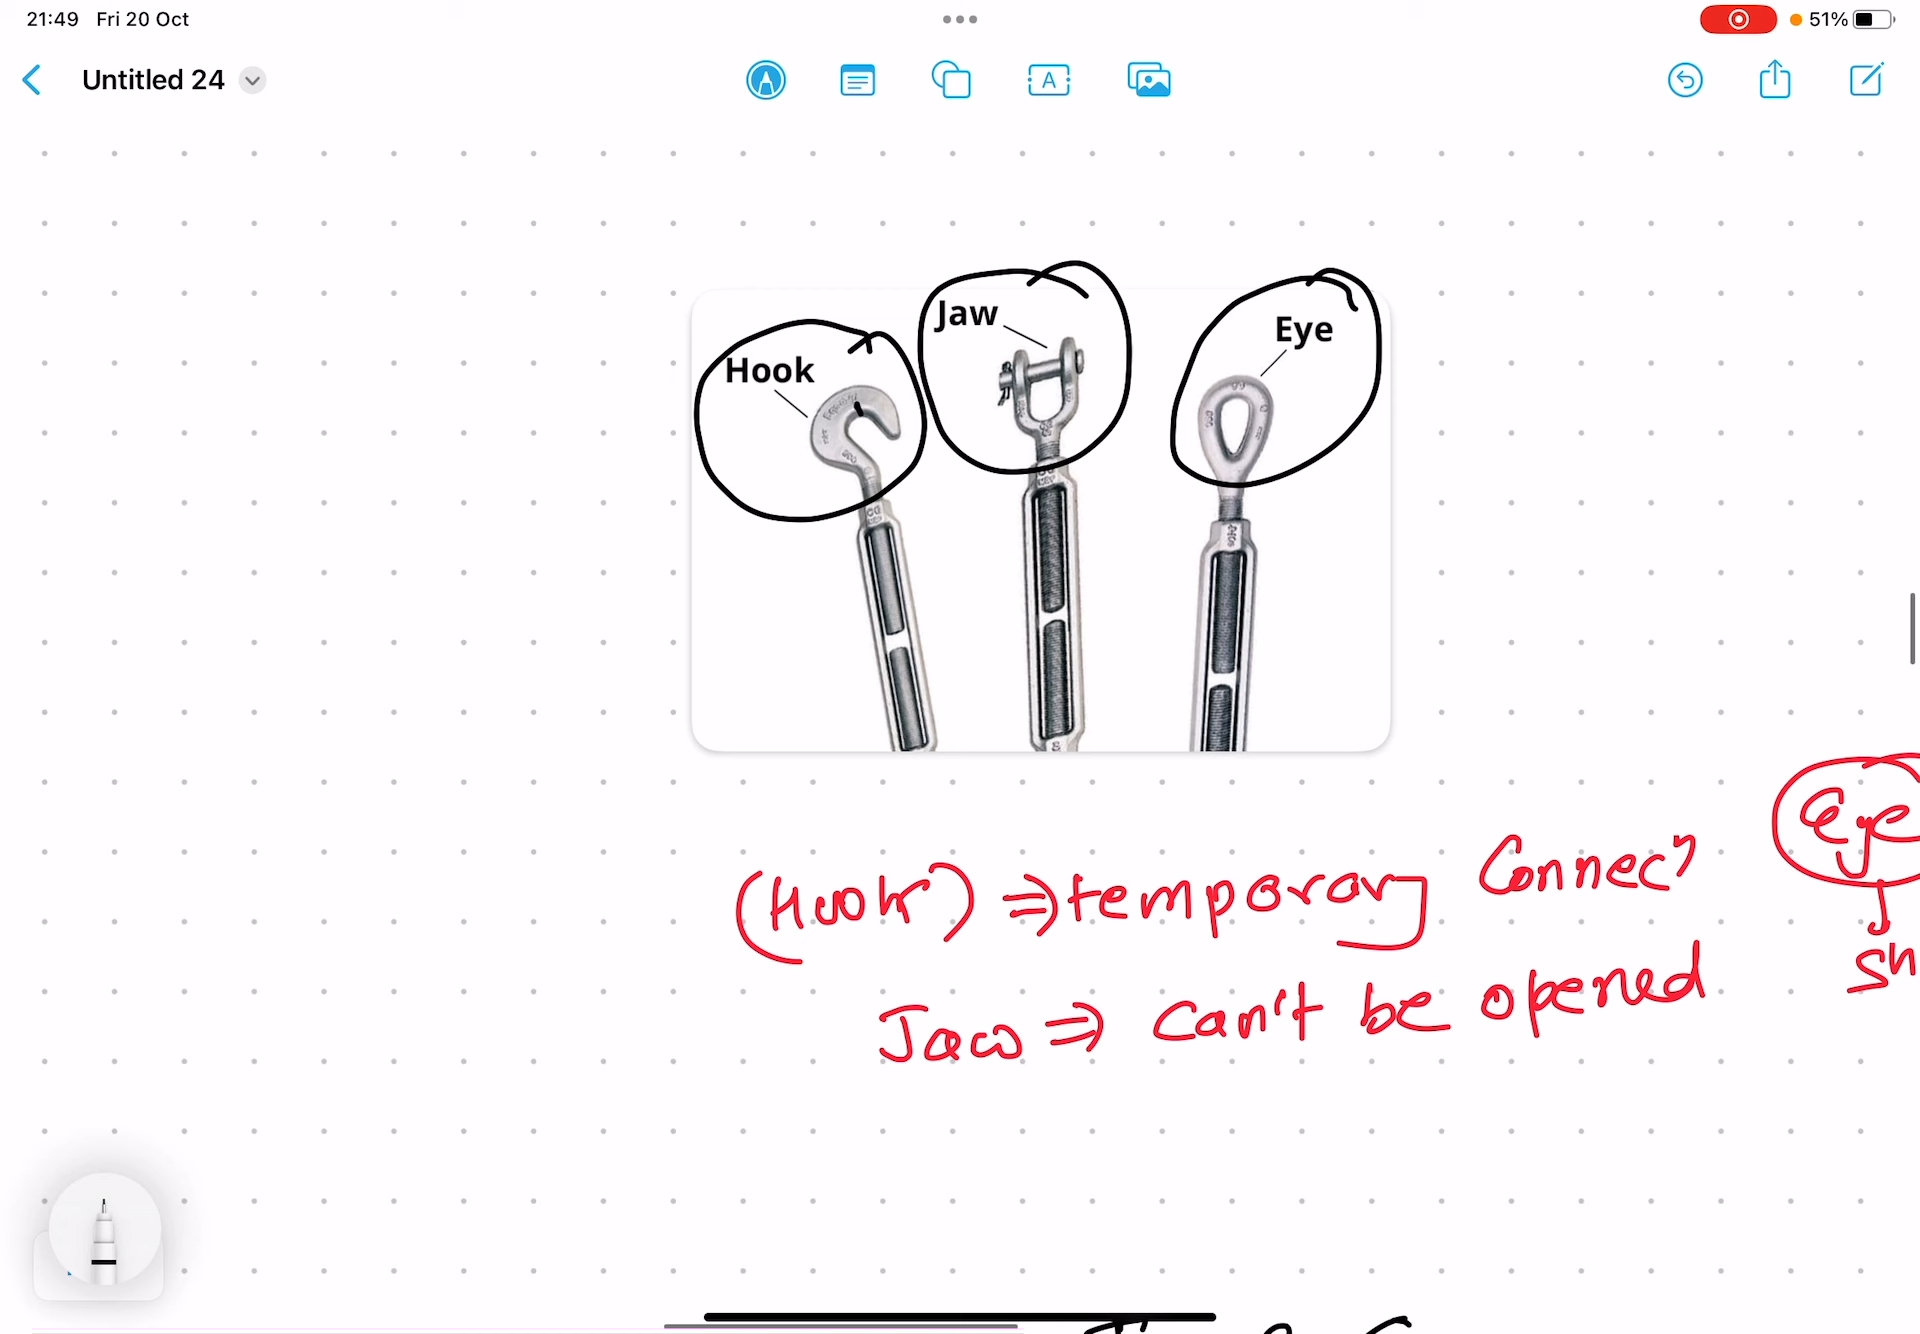 21:49 Fri 20 Oct
51%
Untitled 24
A
Jaw
Eye
Hook
Eye
(Hook) ⇒ temporary Connecⁿ
Sh
Jaw ⇒ Can't be opened